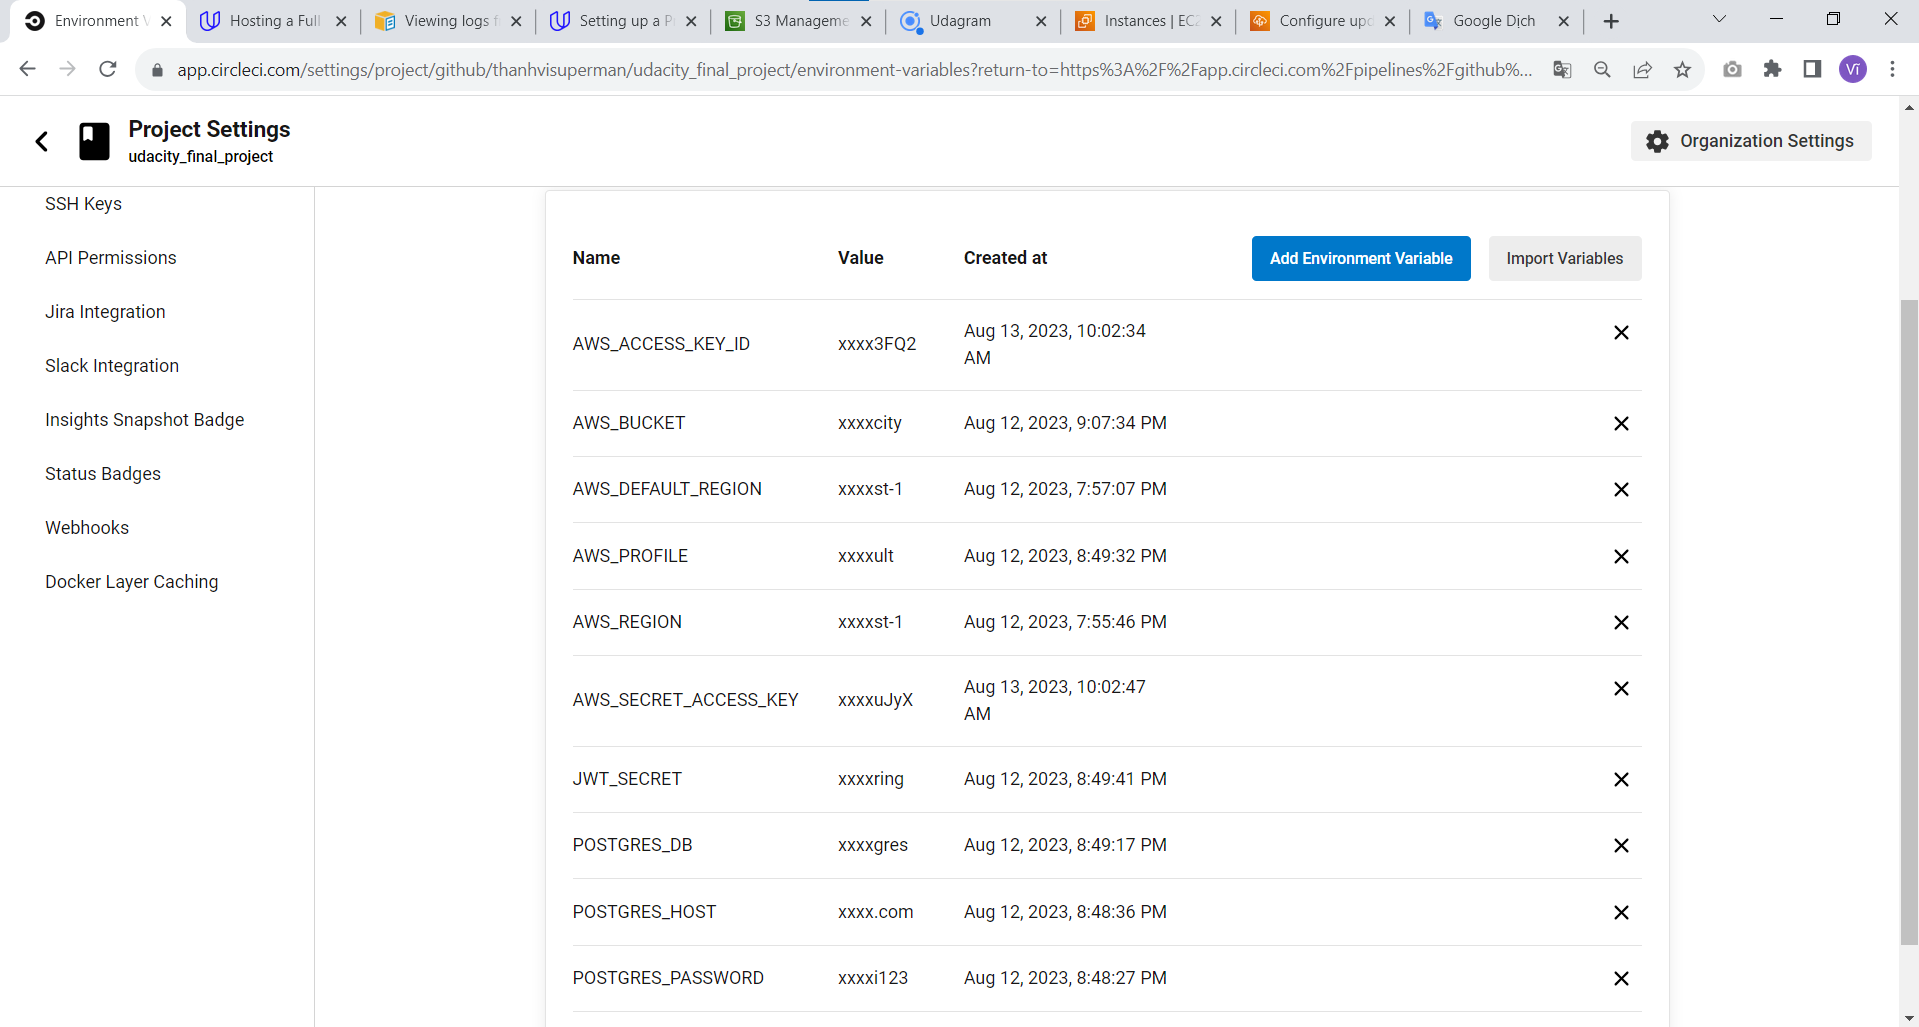 Environment V
Hosting a Full
Viewing logs f
Setting up a P
S3 Manageme
Udagram
Instances | EC2
Configure upd
Google Dịch
app.circleci.com/settings/project/github/thanhvisuperman/udacity_final_project/environment-variables?return-to=https%3A%2F%2Fapp.circleci.com%2Fpipelines%2Fgithub%...
Vĩ
Project Settings
udacity_final_project
Organization Settings
SSH Keys
API Permissions
Jira Integration
Slack Integration
Insights Snapshot Badge
Status Badges
Webhooks
Docker Layer Caching
Name Value Created at
Add Environment Variable
Import Variables
AWS_ACCESS_KEY_ID xxxx3FQ2 Aug 13, 2023, 10:02:34
AM
AWS_BUCKET xxxxcity Aug 12, 2023, 9:07:34 PM
AWS_DEFAULT_REGION xxxxst-1 Aug 12, 2023, 7:57:07 PM
AWS_PROFILE xxxxult Aug 12, 2023, 8:49:32 PM
AWS_REGION xxxxst-1 Aug 12, 2023, 7:55:46 PM
AWS_SECRET_ACCESS_KEY xxxxuJyX Aug 13, 2023, 10:02:47
AM
JWT_SECRET xxxxring Aug 12, 2023, 8:49:41 PM
POSTGRES_DB xxxxgres Aug 12, 2023, 8:49:17 PM
POSTGRES_HOST xxxx.com Aug 12, 2023, 8:48:36 PM
POSTGRES_PASSWORD xxxxi123 Aug 12, 2023, 8:48:27 PM